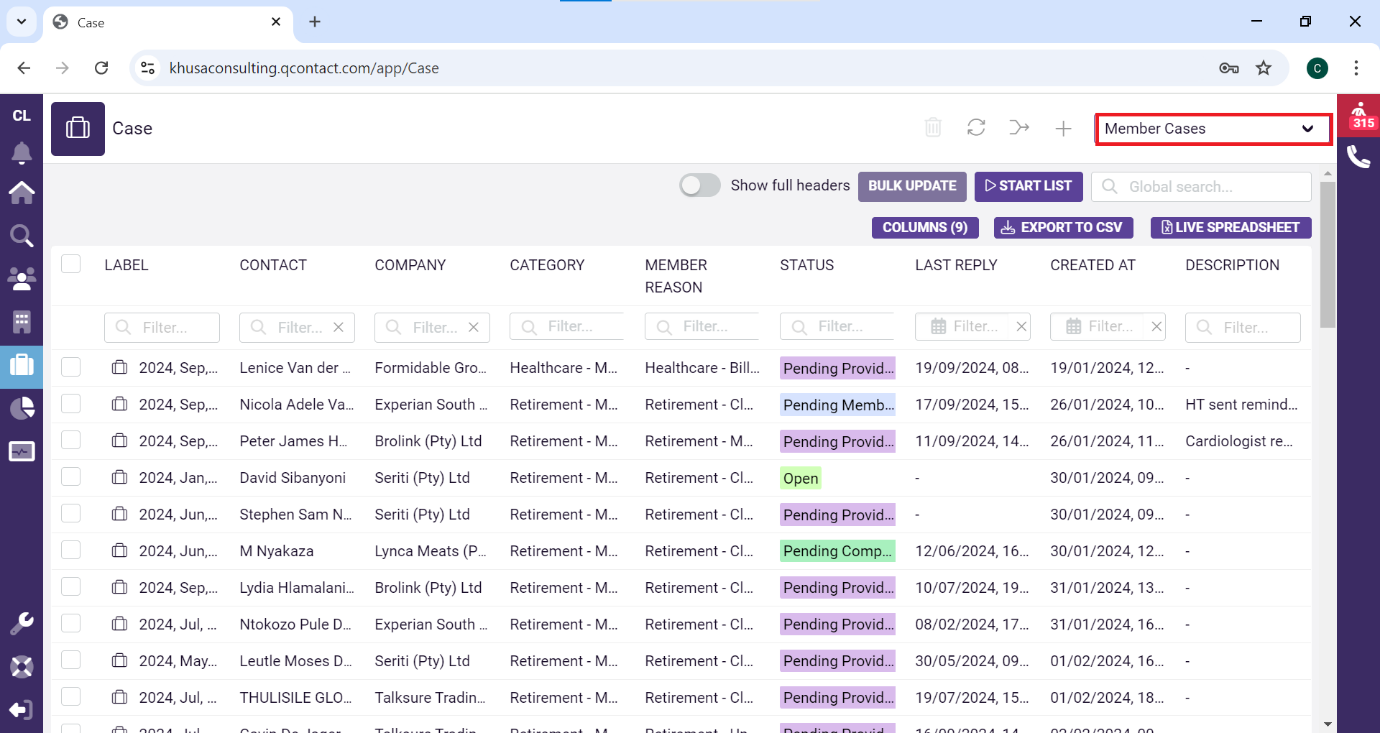 Case
khusaconsulting.qcontact.com/app/Case
C
CL
Case
Member Cases
315
Show full headers
BULK UPDATE
START LIST
Global search...
COLUMNS (9)
EXPORT TO CSV
LIVE SPREADSHEET
LABEL CONTACT COMPANY CATEGORY MEMBER REASON STATUS LAST REPLY CREATED AT DESCRIPTION
Filter... Filter... Filter... Filter... Filter... Filter... Filter... Filter... Filter...
2024, Sep,... Lenice Van der ... Formidable Gro... Healthcare - M... Healthcare - Bill... Pending Provid... 19/09/2024, 08... 19/01/2024, 12... -
2024, Sep,... Nicola Adele Va... Experian South ... Retirement - M... Retirement - Cl... Pending Memb... 17/09/2024, 15... 26/01/2024, 10... HT sent remind...
2024, Sep,... Peter James H... Brolink (Pty) Ltd Retirement - M... Retirement - M... Pending Provid... 11/09/2024, 14... 26/01/2024, 11... Cardiologist re...
2024, Jan,... David Sibanyoni Seriti (Pty) Ltd Retirement - M... Retirement - Cl... Open - 30/01/2024, 09... -
2024, Jun,... Stephen Sam N... Seriti (Pty) Ltd Retirement - M... Retirement - Cl... Pending Provid... - 30/01/2024, 09... -
2024, Jun,... M Nyakaza Lynca Meats (P... Retirement - M... Retirement - Cl... Pending Comp... 12/06/2024, 16... 30/01/2024, 12... -
2024, Sep,... Lydia Hlamalani... Brolink (Pty) Ltd Retirement - M... Retirement - Cl... Pending Provid... 10/07/2024, 19... 31/01/2024, 13... -
2024, Jul, ... Ntokozo Pule D... Experian South ... Retirement - M... Retirement - Cl... Pending Provid... 08/02/2024, 17... 31/01/2024, 16... -
2024, May... Leutle Moses D... Seriti (Pty) Ltd Retirement - M... Retirement - Cl... Pending Provid... 30/05/2024, 09... 01/02/2024, 16... -
2024, Jul, ... THULISILE GLO... Talksure Tradin... Retirement - M... Retirement - Cl... Pending Provid... 19/07/2024, 15... 01/02/2024, 18... -